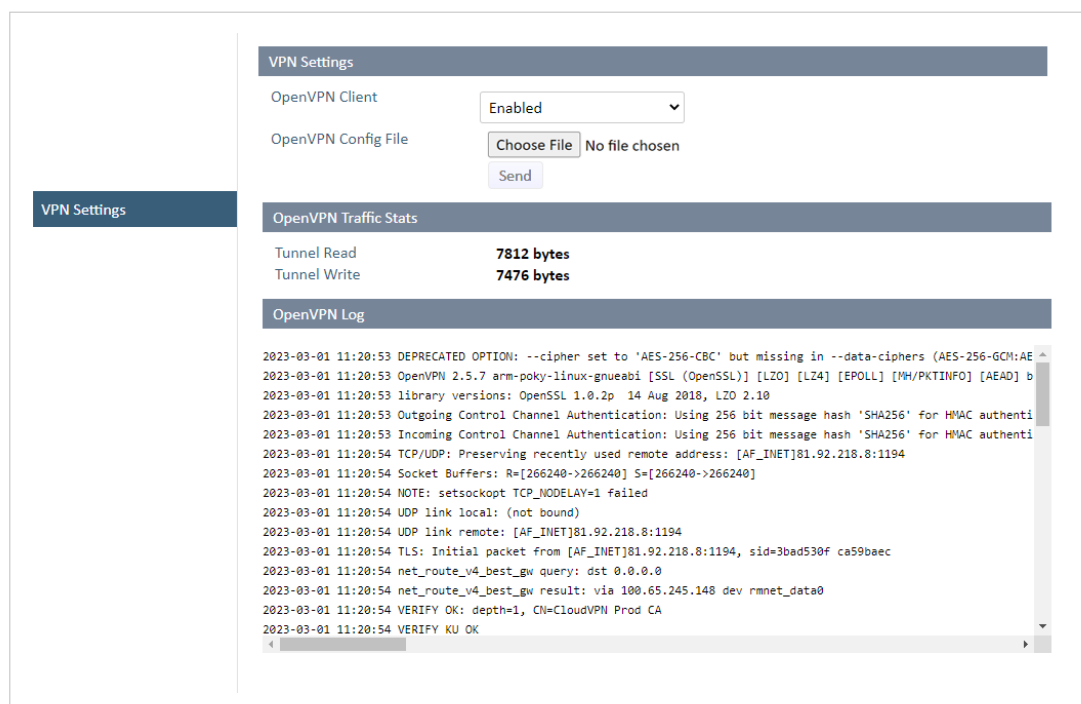 VPN Settings
VPN Settings
OpenVPN Client
Enabled
OpenVPN Config File
Choose File No file chosen
Send
OpenVPN Traffic Stats
Tunnel Read 7812 bytes
Tunnel Write 7476 bytes
OpenVPN Log
2023-03-01 11:20:53 DEPRECATED OPTION: --cipher set to 'AES-256-CBC' but missing in --data-ciphers (AES-256-GCM:AE
2023-03-01 11:20:53 OpenVPN 2.5.7 arm-poky-linux-gnueabi [SSL (OpenSSL)] [LZO] [LZ4] [EPOLL] [MH/PKTINFO] [AEAD] b
2023-03-01 11:20:53 library versions: OpenSSL 1.0.2p  14 Aug 2018, LZO 2.10
2023-03-01 11:20:53 Outgoing Control Channel Authentication: Using 256 bit message hash 'SHA256' for HMAC authenti
2023-03-01 11:20:53 Incoming Control Channel Authentication: Using 256 bit message hash 'SHA256' for HMAC authenti
2023-03-01 11:20:54 TCP/UDP: Preserving recently used remote address: [AF_INET]81.92.218.8:1194
2023-03-01 11:20:54 Socket Buffers: R=[266240->266240] S=[266240->266240]
2023-03-01 11:20:54 NOTE: setsockopt TCP_NODELAY=1 failed
2023-03-01 11:20:54 UDP link local: (not bound)
2023-03-01 11:20:54 UDP link remote: [AF_INET]81.92.218.8:1194
2023-03-01 11:20:54 TLS: Initial packet from [AF_INET]81.92.218.8:1194, sid=3bad530f ca59baec
2023-03-01 11:20:54 net_route_v4_best_gw query: dst 0.0.0.0
2023-03-01 11:20:54 net_route_v4_best_gw result: via 100.65.245.148 dev rmnet_data0
2023-03-01 11:20:54 VERIFY OK: depth=1, CN=CloudVPN Prod CA
2023-03-01 11:20:54 VERIFY KU OK